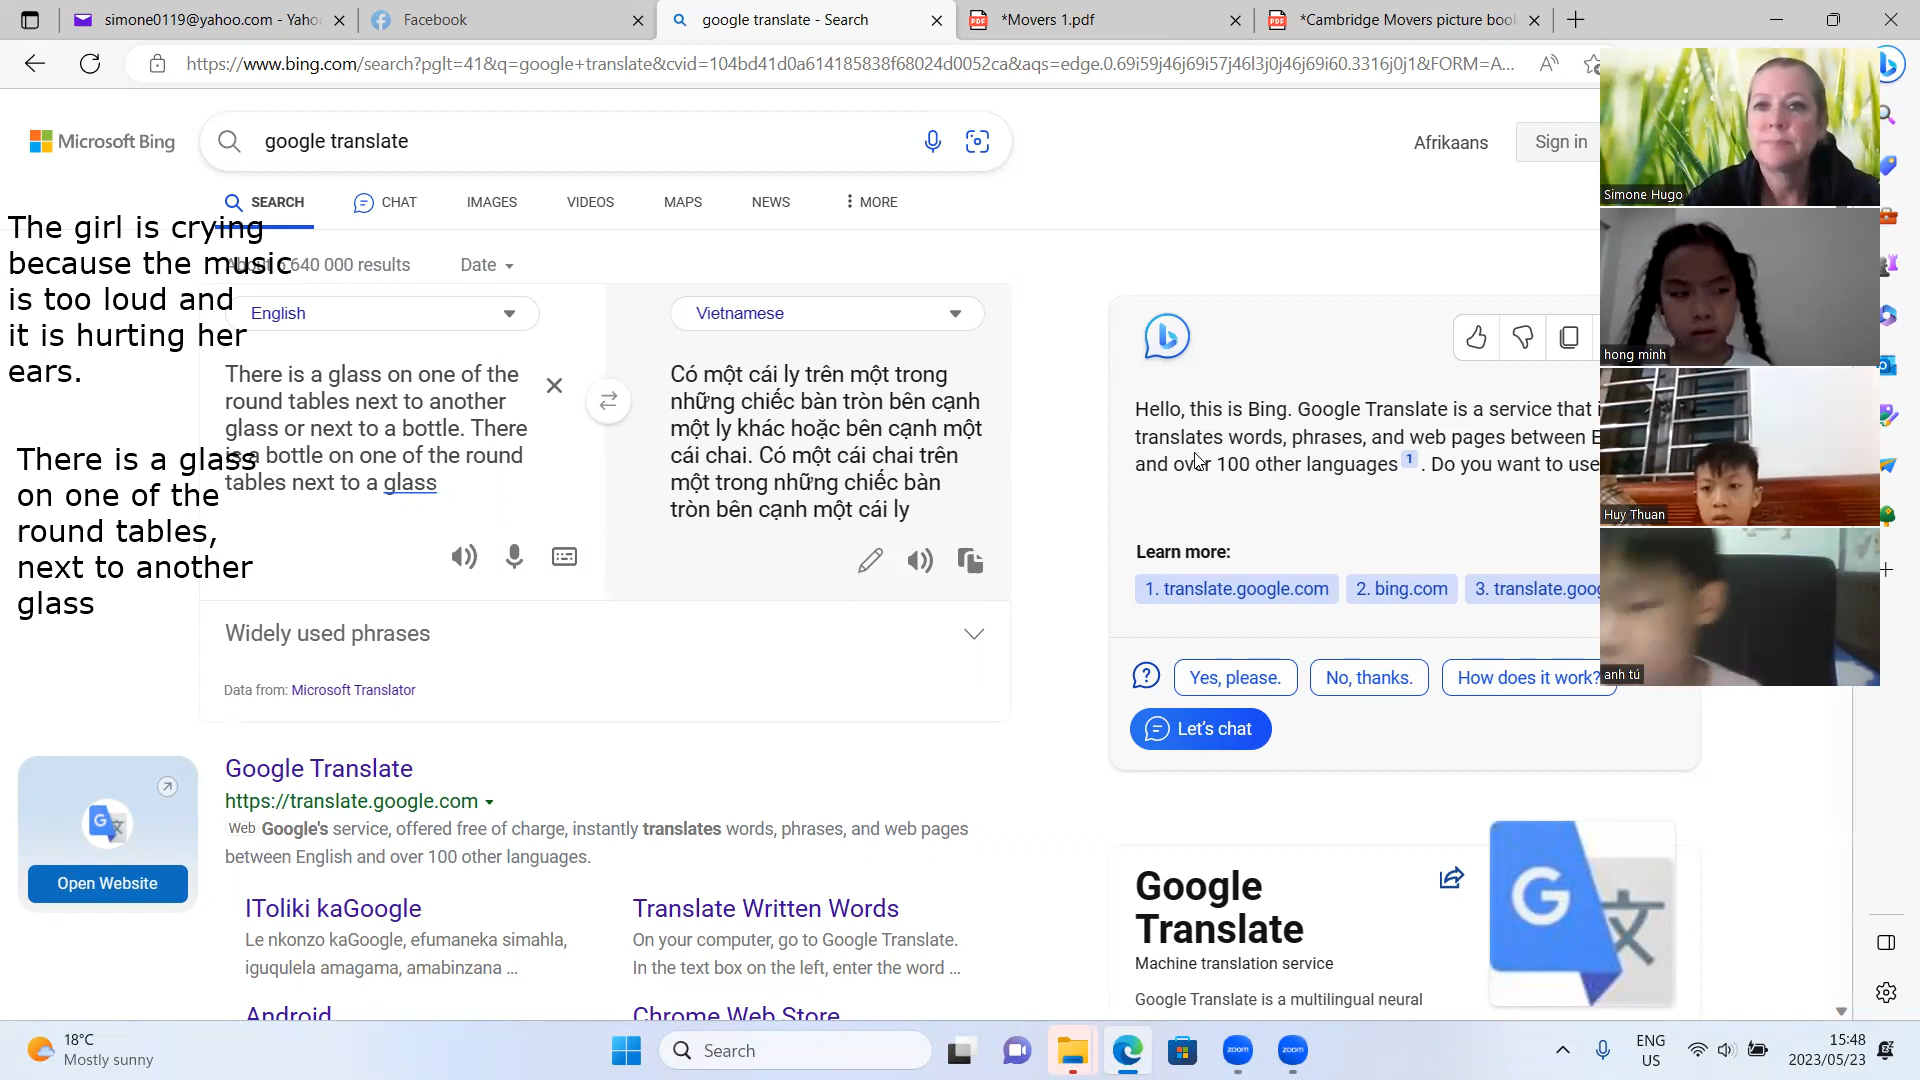 simone0119@yahoo.com - Yaho
Facebook
google translate - Search
*Movers 1.pdf
*Cambridge Movers picture boo
https://www.bing.com/search?pglt=41&q=google+translate&cvid=104bd41d0a614185838f68024d0052ca&aqs=edge.0.69i59j46j69i57j46l3j0j46j69i60.3316j0j1&FORM=A...
Microsoft Bing
google translate
Afrikaans
Sign in
SEARCH
CHAT
IMAGES
VIDEOS
MAPS
NEWS
MORE
The girl is crying
because the music
is too loud and
it is hurting her
ears.
There is a glass
on one of the
round tables,
next to another
glass
640 000 results
Date
English
There is a glass on one of the
round tables next to another
glass or next to a bottle. There
is a bottle on one of the round
tables next to a glass
Vietnamese
Có một cái ly trên một trong
những chiếc bàn tròn bên cạnh
một ly khác hoặc bên cạnh một
cái chai. Có một cái chai trên
một trong những chiếc bàn
tròn bên cạnh một cái ly
Widely used phrases
Data from: Microsoft Translator
Open Website
Google Translate
https://translate.google.com
Web Google's service, offered free of charge, instantly translates words, phrases, and web pages
between English and over 100 other languages.
IToliki kaGoogle
Le nkonzo kaGoogle, efumaneka simahla,
iguqulela amagama, amabinzana ...
Translate Written Words
On your computer, go to Google Translate.
In the text box on the left, enter the word ...
Android
Chrome Web Store
Hello, this is Bing. Google Translate is a service that i
translates words, phrases, and web pages between E
and over 100 other languages 1 . Do you want to use
Learn more:
1. translate.google.com
2. bing.com
3. translate.goog
Yes, please.
No, thanks.
How does it work?
Let's chat
Google
Translate
Machine translation service
Google Translate is a multilingual neural
G
Simone Hugo
hong minh
Huy Thuan
anh tú
18°C
Mostly sunny
Search
zoom
zoom
ENG
US
15:48
2023/05/23